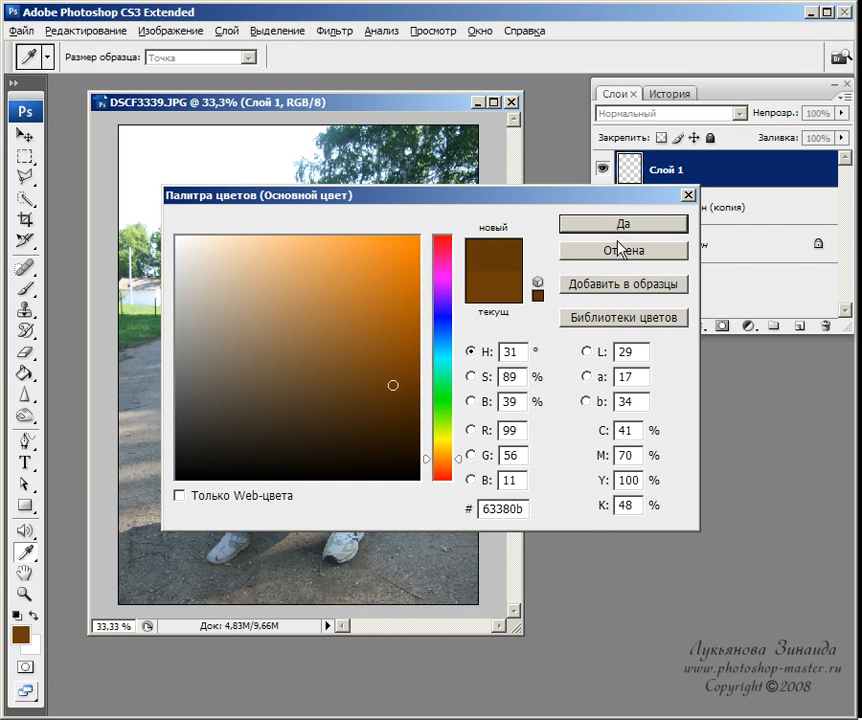 Adobe Photoshop CS3 Extended
Файл Редактирование Изображение Слой Выделение Фильтр Анализ Просмотр Окно Справка
Размер образца: Точка
Br
Ps
DSCF3339.JPG @ 33,3% (Слой 1, RGB/8)
Слои × История
Нормальный Непрозр.: 100%
Закрепить: Заливка: 100%
Слой 1
н (копия)
н
Палитра цветов (Основной цвет)
новый
текущ
Да
Отмена
Добавить в образцы
Библиотеки цветов
H: 31 ° L: 29
S: 89 % a: 17
B: 39 % b: 34
R: 99 C: 41 %
G: 56 M: 70 %
B: 11 Y: 100 %
# 63380b K: 48 %
Только Web-цвета
33,33 % Док: 4,83M/9,66M
Лукьянова Зинаида
www.photoshop-master.ru
Copyright © 2008